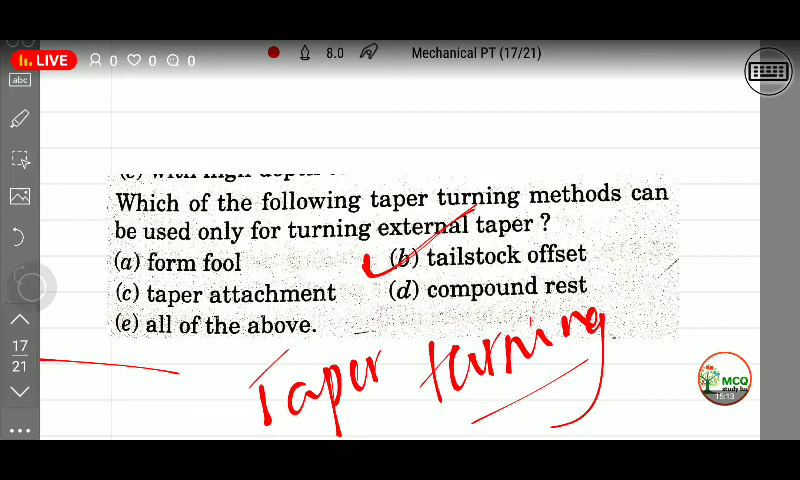 LIVE 0 0 0 8.0 Mechanical PT (17/21)
abc
Which of the following taper turning methods can
be used only for turning external taper ?
(a) form fool (b) tailstock offset
(c) taper attachment (d) compound rest
(e) all of the above.
17
21
Taper turning
MCQ
study hu
15:13